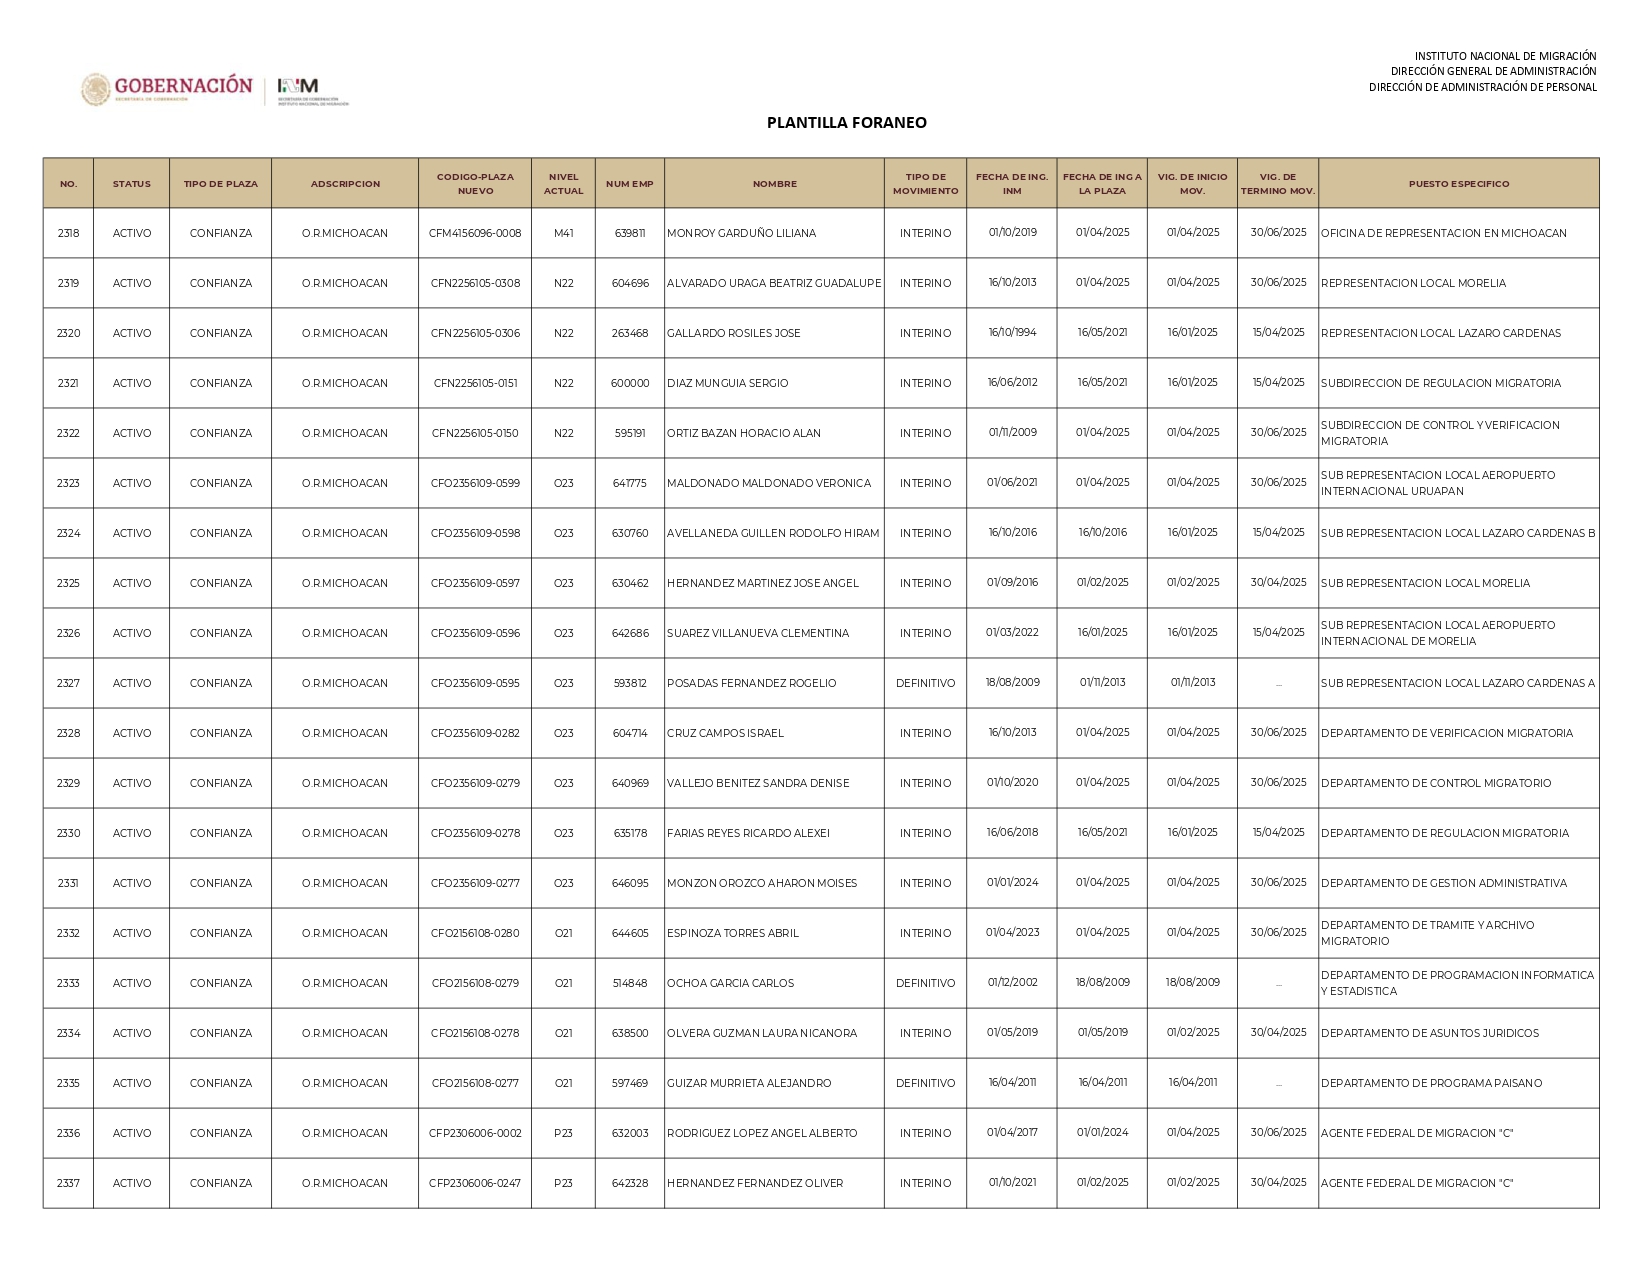 INSTITUTO NACIONAL DE MIGRACIÓN
DIRECCIÓN GENERAL DE ADMINISTRACIÓN
DIRECCIÓN DE ADMINISTRACIÓN DE PERSONAL
GOBERNACIÓN
SECRETARÍA DE GOBERNACIÓN
INM
SECRETARÍA DE GOBERNACIÓN
INSTITUTO NACIONAL DE MIGRACIÓN
PLANTILLA FORANEO
NO. STATUS TIPO DE PLAZA ADSCRIPCION CODIGO-PLAZA NUEVO NIVEL ACTUAL NUM EMP NOMBRE TIPO DE MOVIMIENTO FECHA DE ING. INM FECHA DE ING A LA PLAZA VIG. DE INICIO MOV. VIG. DE TERMINO MOV. PUESTO ESPECIFICO
2318 ACTIVO CONFIANZA O.R.MICHOACAN CFM4156096-0008 M41 639811 MONROY GARDUÑO LILIANA INTERINO 01/10/2019 01/04/2025 01/04/2025 30/06/2025 OFICINA DE REPRESENTACION EN MICHOACAN
2319 ACTIVO CONFIANZA O.R.MICHOACAN CFN2256105-0308 N22 604696 ALVARADO URAGA BEATRIZ GUADALUPE INTERINO 16/10/2013 01/04/2025 01/04/2025 30/06/2025 REPRESENTACION LOCAL MORELIA
2320 ACTIVO CONFIANZA O.R.MICHOACAN CFN2256105-0306 N22 263468 GALLARDO ROSILES JOSE INTERINO 16/10/1994 16/05/2021 16/01/2025 15/04/2025 REPRESENTACION LOCAL LAZARO CARDENAS
2321 ACTIVO CONFIANZA O.R.MICHOACAN CFN2256105-0151 N22 600000 DIAZ MUNGUIA SERGIO INTERINO 16/06/2012 16/05/2021 16/01/2025 15/04/2025 SUBDIRECCION DE REGULACION MIGRATORIA
2322 ACTIVO CONFIANZA O.R.MICHOACAN CFN2256105-0150 N22 595191 ORTIZ BAZAN HORACIO ALAN INTERINO 01/11/2009 01/04/2025 01/04/2025 30/06/2025 SUBDIRECCION DE CONTROL Y VERIFICACION
MIGRATORIA
2323 ACTIVO CONFIANZA O.R.MICHOACAN CFO2356109-0599 O23 641775 MALDONADO MALDONADO VERONICA INTERINO 01/06/2021 01/04/2025 01/04/2025 30/06/2025 SUB REPRESENTACION LOCAL AEROPUERTO
INTERNACIONAL URUAPAN
2324 ACTIVO CONFIANZA O.R.MICHOACAN CFO2356109-0598 O23 630760 AVELLANEDA GUILLEN RODOLFO HIRAM INTERINO 16/10/2016 16/10/2016 16/01/2025 15/04/2025 SUB REPRESENTACION LOCAL LAZARO CARDENAS B
2325 ACTIVO CONFIANZA O.R.MICHOACAN CFO2356109-0597 O23 630462 HERNANDEZ MARTINEZ JOSE ANGEL INTERINO 01/09/2016 01/02/2025 01/02/2025 30/04/2025 SUB REPRESENTACION LOCAL MORELIA
2326 ACTIVO CONFIANZA O.R.MICHOACAN CFO2356109-0596 O23 642686 SUAREZ VILLANUEVA CLEMENTINA INTERINO 01/03/2022 16/01/2025 16/01/2025 15/04/2025 SUB REPRESENTACION LOCAL AEROPUERTO
INTERNACIONAL DE MORELIA
2327 ACTIVO CONFIANZA O.R.MICHOACAN CFO2356109-0595 O23 593812 POSADAS FERNANDEZ ROGELIO DEFINITIVO 18/08/2009 01/11/2013 01/11/2013 ... SUB REPRESENTACION LOCAL LAZARO CARDENAS A
2328 ACTIVO CONFIANZA O.R.MICHOACAN CFO2356109-0282 O23 604714 CRUZ CAMPOS ISRAEL INTERINO 16/10/2013 01/04/2025 01/04/2025 30/06/2025 DEPARTAMENTO DE VERIFICACION MIGRATORIA
2329 ACTIVO CONFIANZA O.R.MICHOACAN CFO2356109-0279 O23 640969 VALLEJO BENITEZ SANDRA DENISE INTERINO 01/10/2020 01/04/2025 01/04/2025 30/06/2025 DEPARTAMENTO DE CONTROL MIGRATORIO
2330 ACTIVO CONFIANZA O.R.MICHOACAN CFO2356109-0278 O23 635178 FARIAS REYES RICARDO ALEXEI INTERINO 16/06/2018 16/05/2021 16/01/2025 15/04/2025 DEPARTAMENTO DE REGULACION MIGRATORIA
2331 ACTIVO CONFIANZA O.R.MICHOACAN CFO2356109-0277 O23 646095 MONZON OROZCO AHARON MOISES INTERINO 01/01/2024 01/04/2025 01/04/2025 30/06/2025 DEPARTAMENTO DE GESTION ADMINISTRATIVA
2332 ACTIVO CONFIANZA O.R.MICHOACAN CFO2156108-0280 O21 644605 ESPINOZA TORRES ABRIL INTERINO 01/04/2023 01/04/2025 01/04/2025 30/06/2025 DEPARTAMENTO DE TRAMITE Y ARCHIVO
MIGRATORIO
2333 ACTIVO CONFIANZA O.R.MICHOACAN CFO2156108-0279 O21 514848 OCHOA GARCIA CARLOS DEFINITIVO 01/12/2002 18/08/2009 18/08/2009 ... DEPARTAMENTO DE PROGRAMACION INFORMATICA
Y ESTADISTICA
2334 ACTIVO CONFIANZA O.R.MICHOACAN CFO2156108-0278 O21 638500 OLVERA GUZMAN LAURA NICANORA INTERINO 01/05/2019 01/05/2019 01/02/2025 30/04/2025 DEPARTAMENTO DE ASUNTOS JURIDICOS
2335 ACTIVO CONFIANZA O.R.MICHOACAN CFO2156108-0277 O21 597469 GUIZAR MURRIETA ALEJANDRO DEFINITIVO 16/04/2011 16/04/2011 16/04/2011 ... DEPARTAMENTO DE PROGRAMA PAISANO
2336 ACTIVO CONFIANZA O.R.MICHOACAN CFP2306006-0002 P23 632003 RODRIGUEZ LOPEZ ANGEL ALBERTO INTERINO 01/04/2017 01/01/2024 01/04/2025 30/06/2025 AGENTE FEDERAL DE MIGRACION "C"
2337 ACTIVO CONFIANZA O.R.MICHOACAN CFP2306006-0247 P23 642328 HERNANDEZ FERNANDEZ OLIVER INTERINO 01/10/2021 01/02/2025 01/02/2025 30/04/2025 AGENTE FEDERAL DE MIGRACION "C"